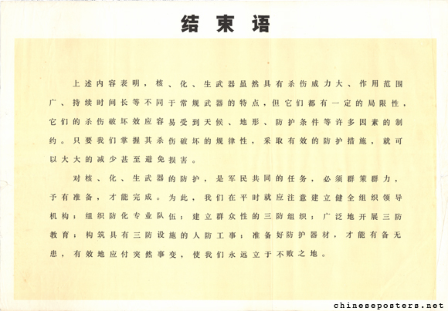 结束语
上述内容表明，核、化、生武器虽然具有杀伤威力大、作用范围
广、持续时间长等不同于常规武器的特点，但它们都有一定的局限性，
它们的杀伤破坏效应容易受到天候、地形、防护条件等许多因素的制
约。只要我们掌握其杀伤破坏的规律性，采取有效的防护措施，就可
以大大的减少甚至避免损害。
对核、化、生武器的防护，是军民共同的任务，必须群策群力，
予有准备，才能完成。为此，我们在平时就应注意建立健全组织领导
机构；组织防化专业队伍；建立群众性的三防组织；广泛地开展三防
教育；构筑具有三防设施的人防工事；准备好防护器材，才能有备无
患，有效地应付突然事变，使我们永远立于不败之地。
chineseposters.net